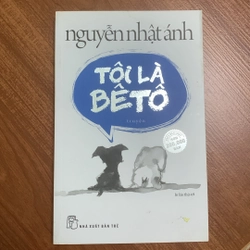 nguyễn nhật ánh
TÔI LÀ
BÊTÔ
NHÀ XUẤT BẢN TRẺ